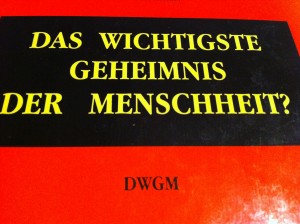 DAS WICHTIGSTE
GEHEIMNIS
DER MENSCHHEIT?
DWGM